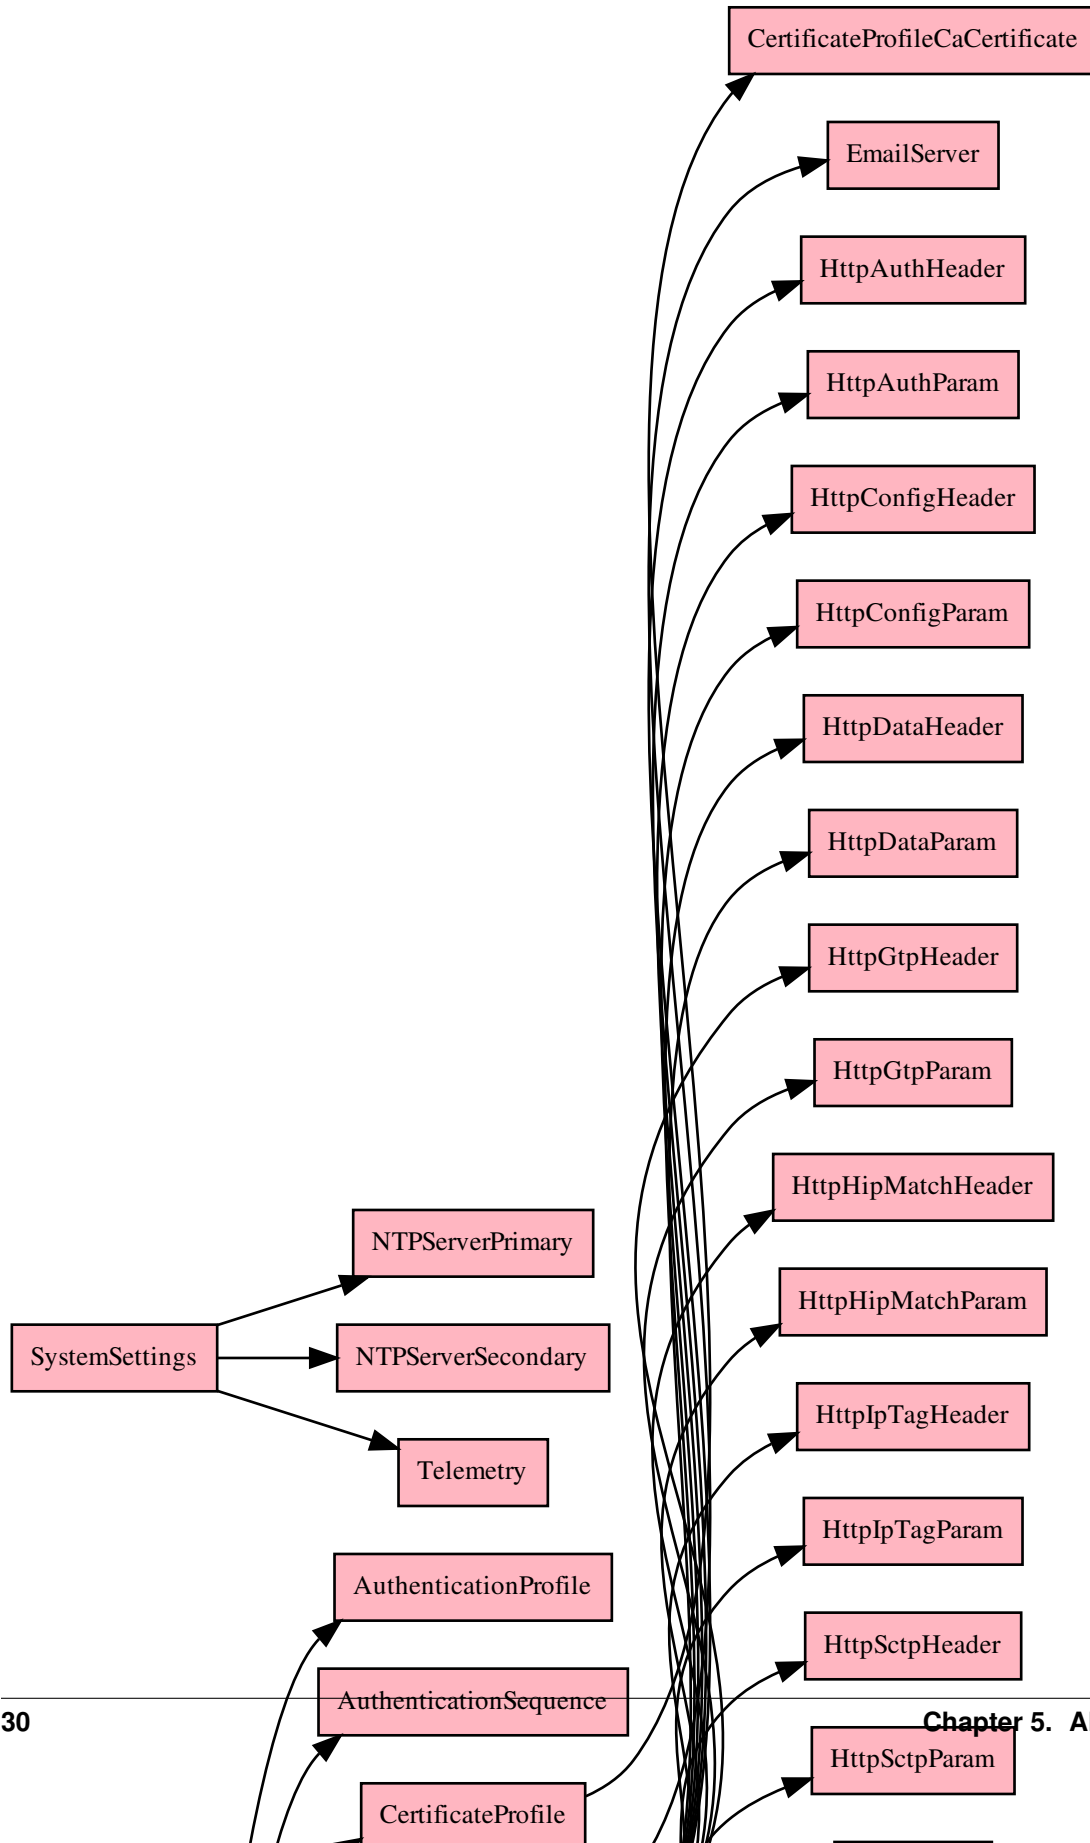 CertificateProfileCaCertificate
EmailServer
HttpAuthHeader
HttpAuthParam
HttpConfigHeader
HttpConfigParam
HttpDataHeader
HttpDataParam
HttpGtpHeader
HttpGtpParam
HttpHipMatchHeader
NTPServerPrimary
HttpHipMatchParam
SystemSettings
NTPServerSecondary
HttpIpTagHeader
Telemetry
HttpIpTagParam
AuthenticationProfile
HttpSctpHeader
AuthenticationSequence
30
Chapter 5.
HttpSctpParam
CertificateProfile